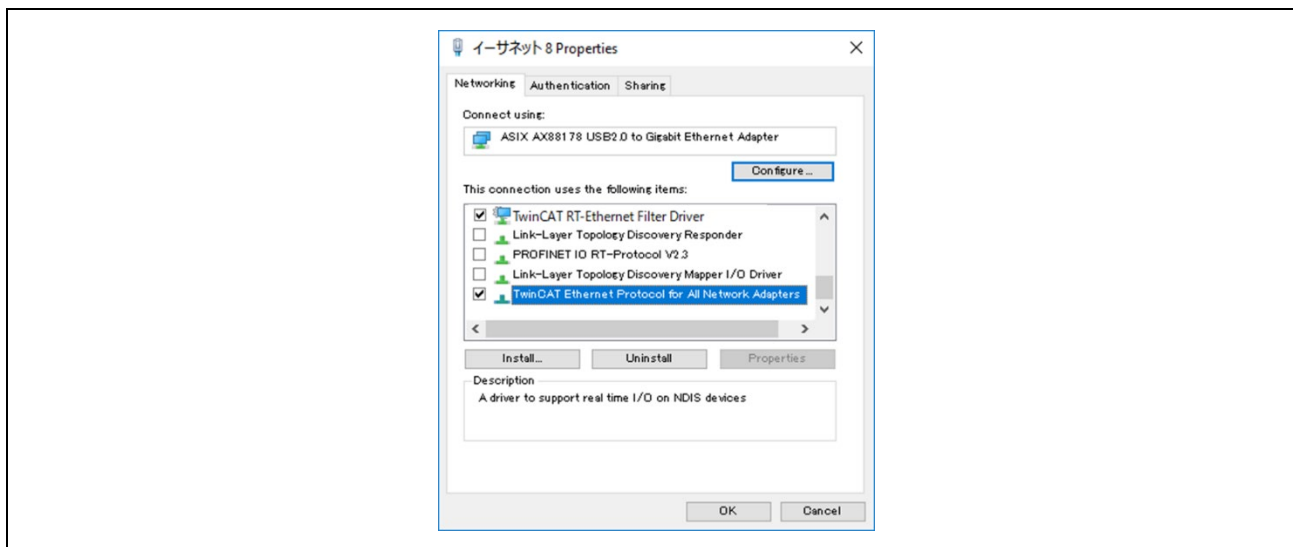 イーサネット 8 Properties
Networking Authentication Sharing
Connect using:
ASIX AX88178 USB2.0 to Gigabit Ethernet Adapter
Configure...
This connection uses the following items:
TwinCAT RT-Ethernet Filter Driver
Link-Layer Topology Discovery Responder
PROFINET IO RT-Protocol V2.3
Link-Layer Topology Discovery Mapper I/O Driver
TwinCAT Ethernet Protocol for All Network Adapters
Install... Uninstall Properties
Description
A driver to support real time I/O on NDIS devices
OK Cancel